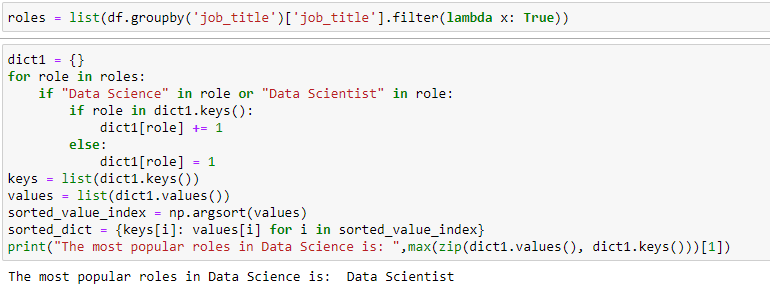 roles = list(df.groupby('job_title')['job_title'].filter(lambda x: True))
dict1 = {}
for role in roles:
    if "Data Science" in role or "Data Scientist" in role:
        if role in dict1.keys():
            dict1[role] += 1
        else:
            dict1[role] = 1
keys = list(dict1.keys())
values = list(dict1.values())
sorted_value_index = np.argsort(values)
sorted_dict = {keys[i]: values[i] for i in sorted_value_index}
print("The most popular roles in Data Science is: ",max(zip(dict1.values(), dict1.keys()))[1])
The most popular roles in Data Science is:  Data Scientist